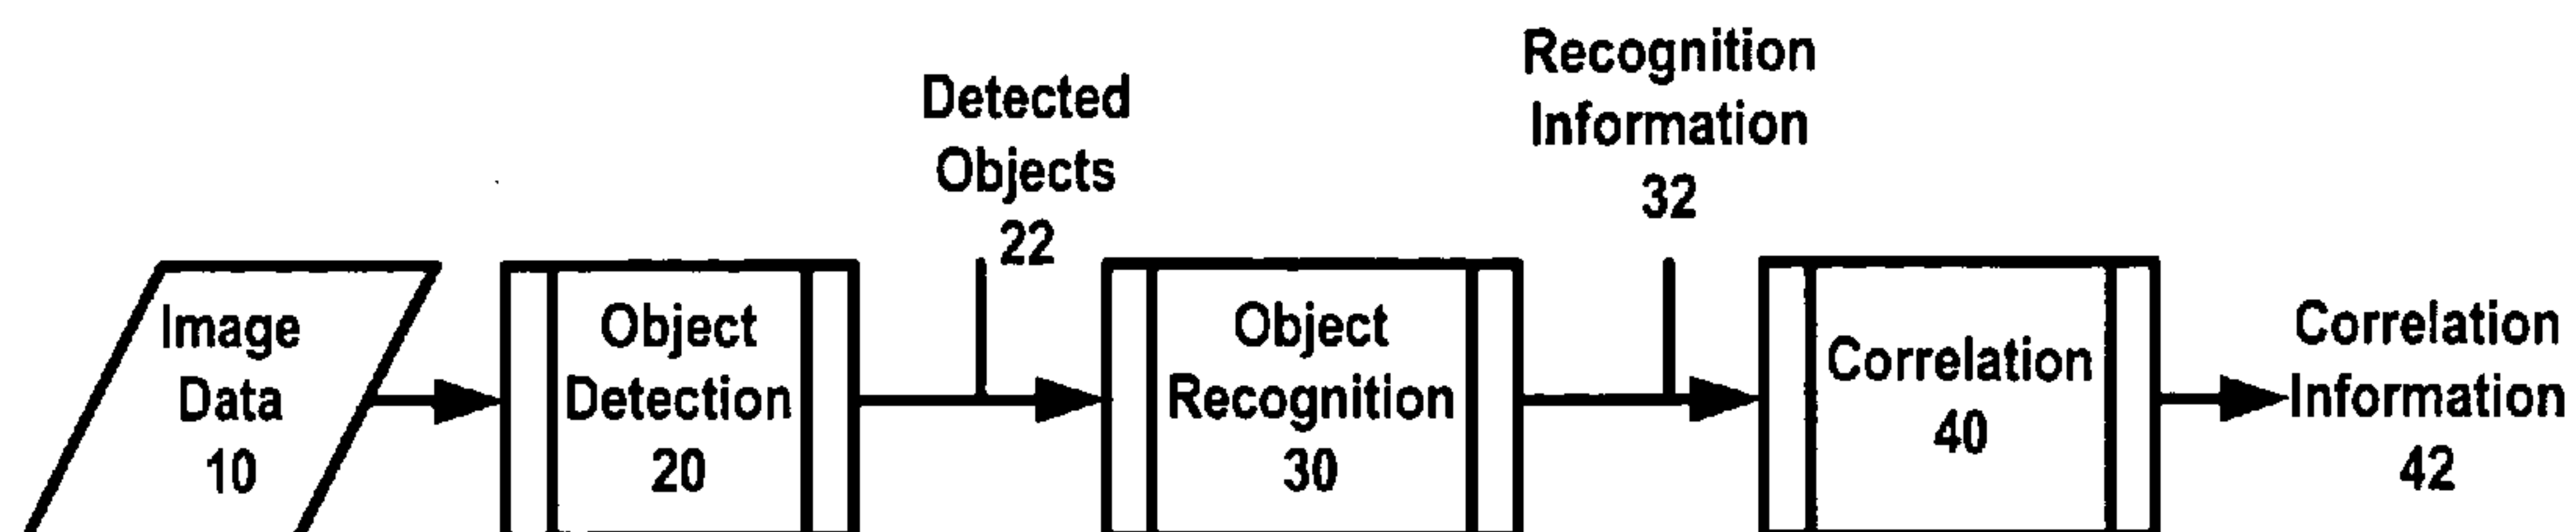 Image
Data
10
Object
Detection
20
Detected
Objects
22
Object
Recognition
30
Recognition
Information
32
Correlation
40
Correlation
Information
42